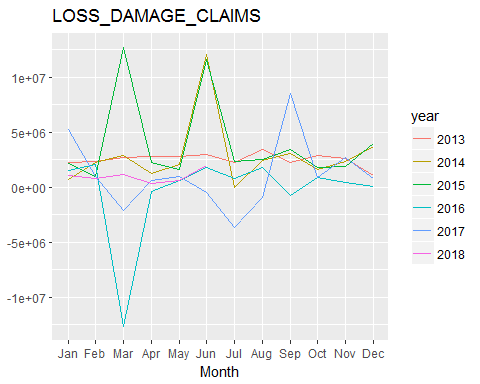 LOSS_DAMAGE_CLAIMS
1e+07
5e+06
0e+00
-5e+06
-1e+07
Jan Feb Mar Apr May Jun Jul Aug Sep Oct Nov Dec
Month
year
2013
2014
2015
2016
2017
2018